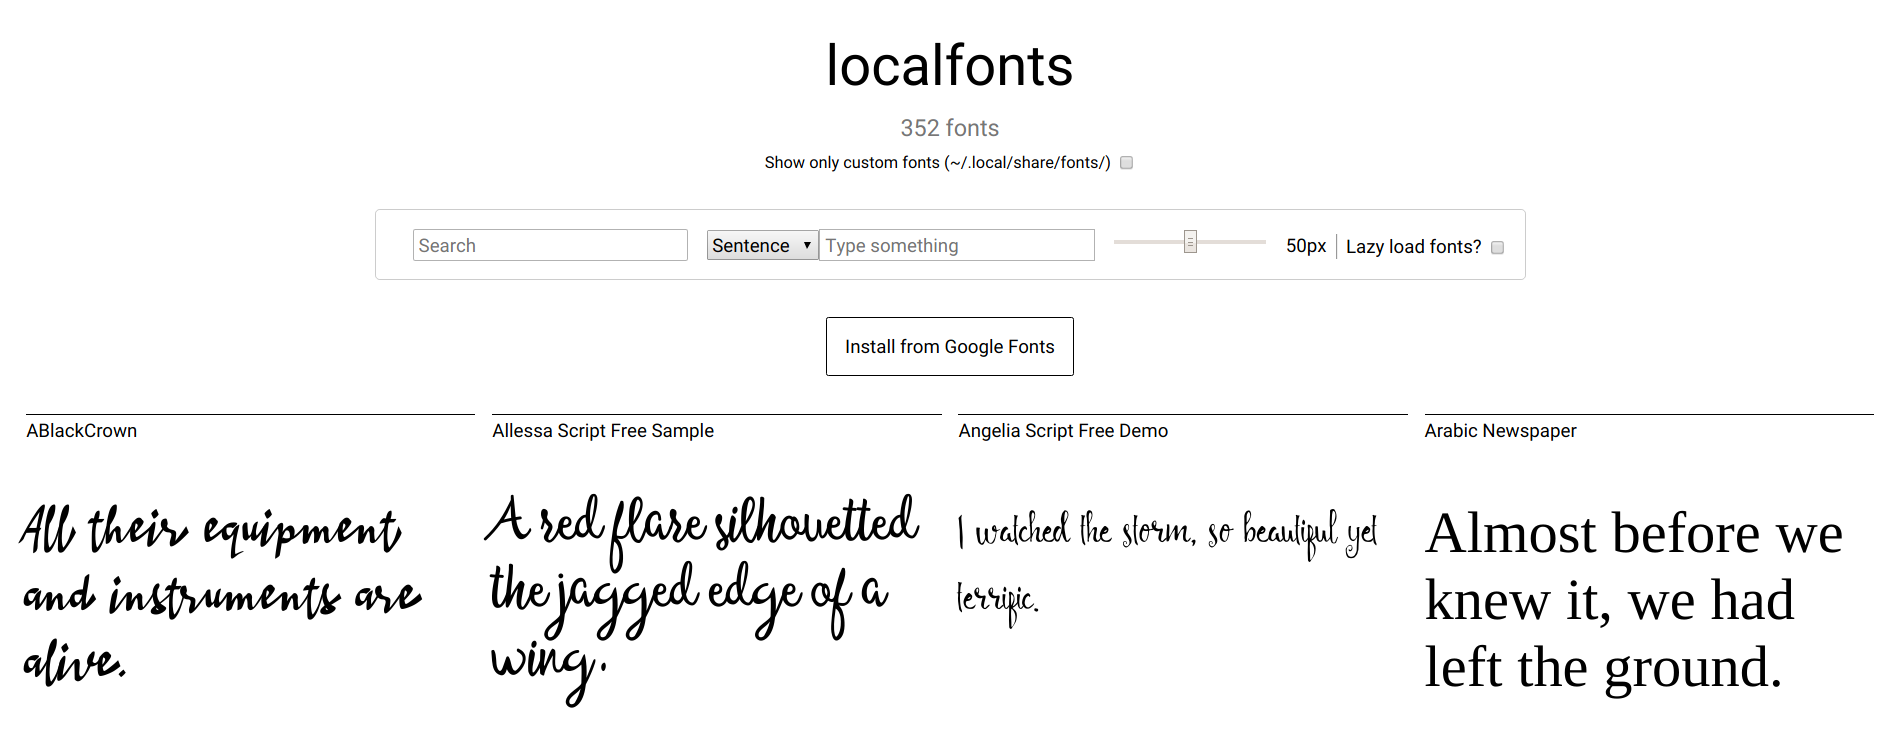 localfonts
352 fonts
Show only custom fonts (~/.local/share/fonts/)
Search
Sentence
Type something
50px
Lazy load fonts?
Install from Google Fonts
ABlackCrown
All their equipment
and instruments are
alive.
Allessa Script Free Sample
A red flare silhouetted
the jagged edge of a
wing.
Angelia Script Free Demo
I watched the storm, so beautiful yet
terrific.
Arabic Newspaper
Almost before we
knew it, we had
left the ground.